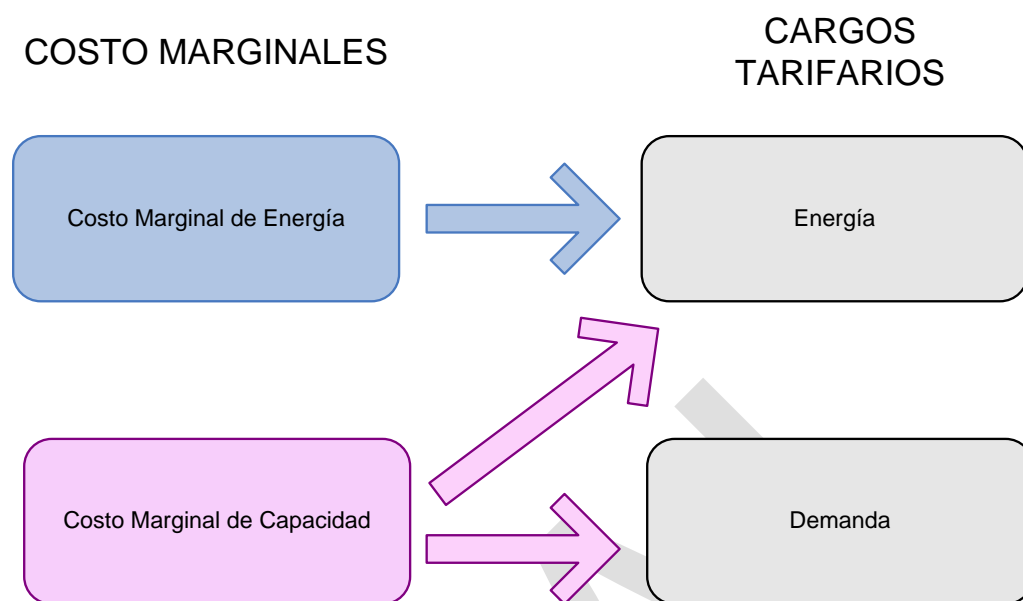 COSTO MARGINALES
CARGOS
TARIFARIOS
Costo Marginal de Energía
Energía
Costo Marginal de Capacidad
Demanda